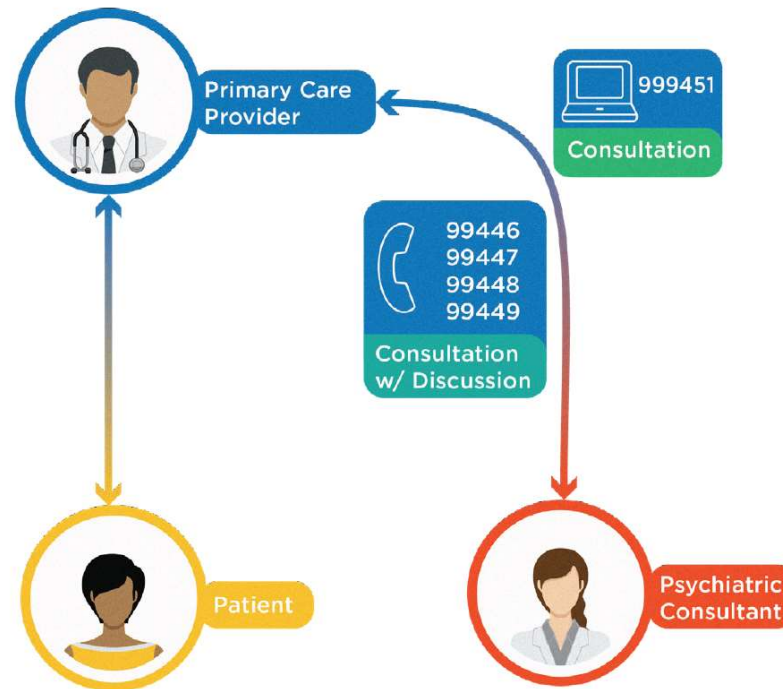 Primary Care
Provider
999451
Consultation
99446
99447
99448
99449
Consultation
w/ Discussion
Patient
Psychiatric
Consultant